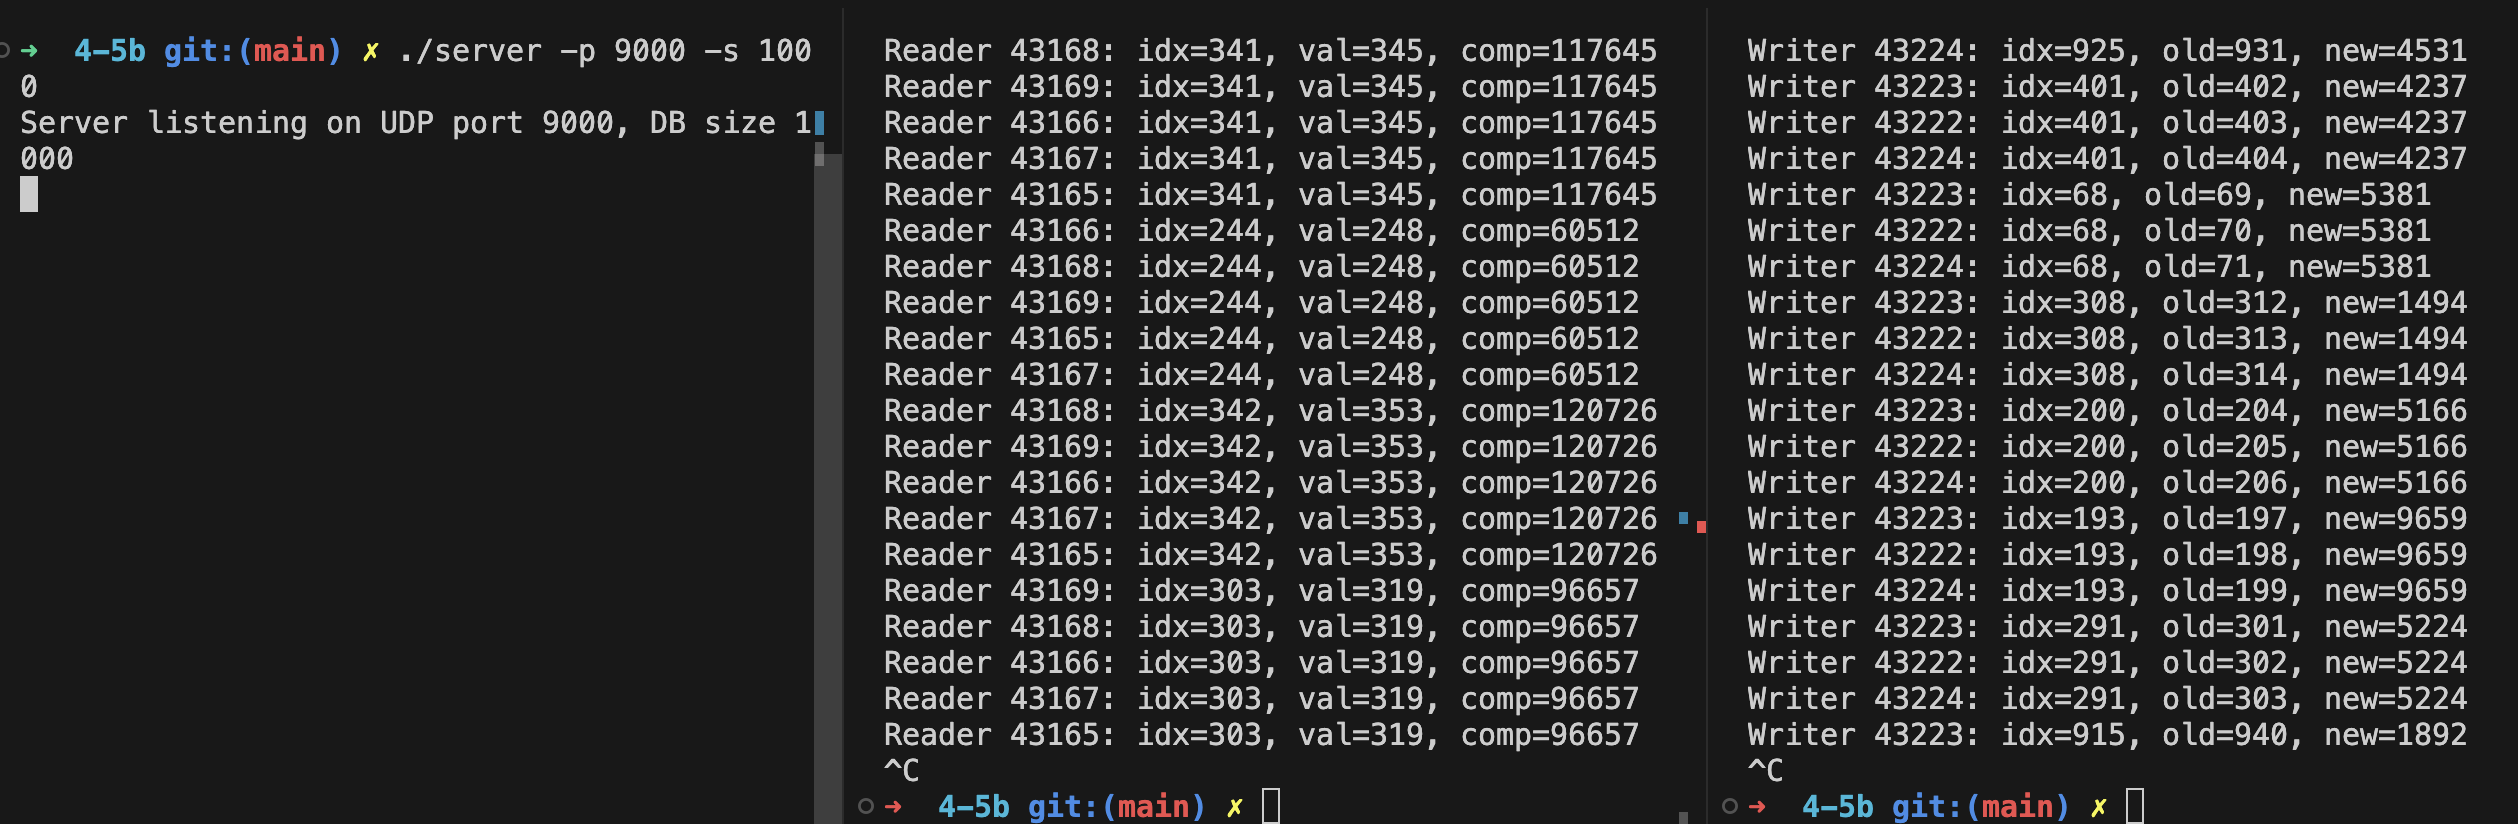 ➜ 4-5b git:(main) ✗ ./server -p 9000 -s 100
0
Server listening on UDP port 9000, DB size 1
000
Reader 43168: idx=341, val=345, comp=117645
Reader 43169: idx=341, val=345, comp=117645
Reader 43166: idx=341, val=345, comp=117645
Reader 43167: idx=341, val=345, comp=117645
Reader 43165: idx=341, val=345, comp=117645
Reader 43166: idx=244, val=248, comp=60512
Reader 43168: idx=244, val=248, comp=60512
Reader 43169: idx=244, val=248, comp=60512
Reader 43165: idx=244, val=248, comp=60512
Reader 43167: idx=244, val=248, comp=60512
Reader 43168: idx=342, val=353, comp=120726
Reader 43169: idx=342, val=353, comp=120726
Reader 43166: idx=342, val=353, comp=120726
Reader 43167: idx=342, val=353, comp=120726
Reader 43165: idx=342, val=353, comp=120726
Reader 43169: idx=303, val=319, comp=96657
Reader 43168: idx=303, val=319, comp=96657
Reader 43166: idx=303, val=319, comp=96657
Reader 43167: idx=303, val=319, comp=96657
Reader 43165: idx=303, val=319, comp=96657
^C
➜ 4-5b git:(main) ✗
Writer 43224: idx=925, old=931, new=4531
Writer 43223: idx=401, old=402, new=4237
Writer 43222: idx=401, old=403, new=4237
Writer 43224: idx=401, old=404, new=4237
Writer 43223: idx=68, old=69, new=5381
Writer 43222: idx=68, old=70, new=5381
Writer 43224: idx=68, old=71, new=5381
Writer 43223: idx=308, old=312, new=1494
Writer 43222: idx=308, old=313, new=1494
Writer 43224: idx=308, old=314, new=1494
Writer 43223: idx=200, old=204, new=5166
Writer 43222: idx=200, old=205, new=5166
Writer 43224: idx=200, old=206, new=5166
Writer 43223: idx=193, old=197, new=9659
Writer 43222: idx=193, old=198, new=9659
Writer 43224: idx=193, old=199, new=9659
Writer 43223: idx=291, old=301, new=5224
Writer 43222: idx=291, old=302, new=5224
Writer 43224: idx=291, old=303, new=5224
Writer 43223: idx=915, old=940, new=1892
^C
➜ 4-5b git:(main) ✗